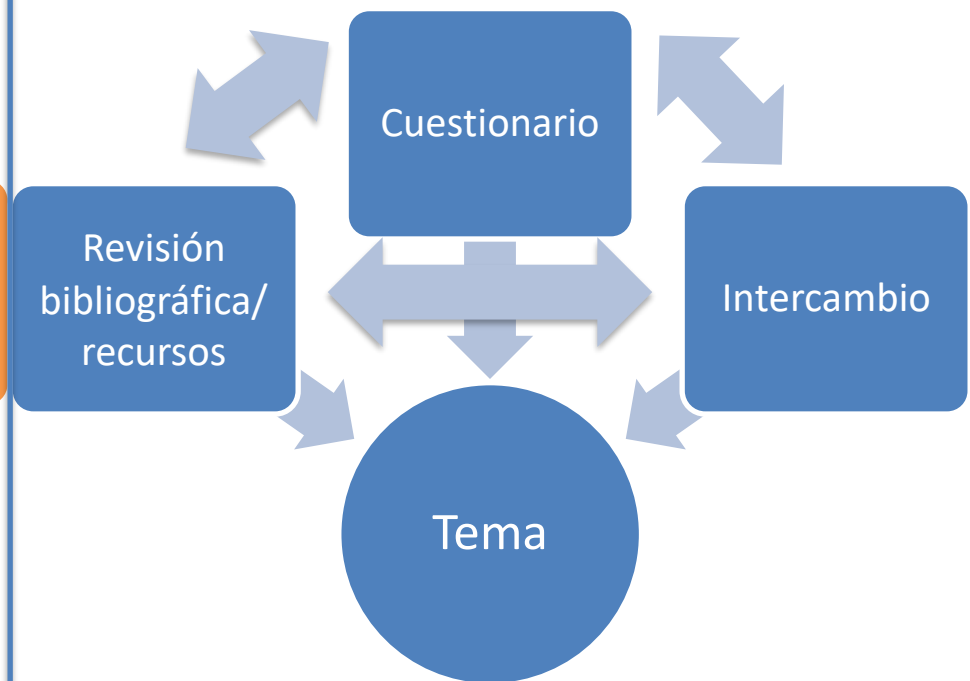 Cuestionario
Revisión
bibliográfica/
recursos
Intercambio
Tema